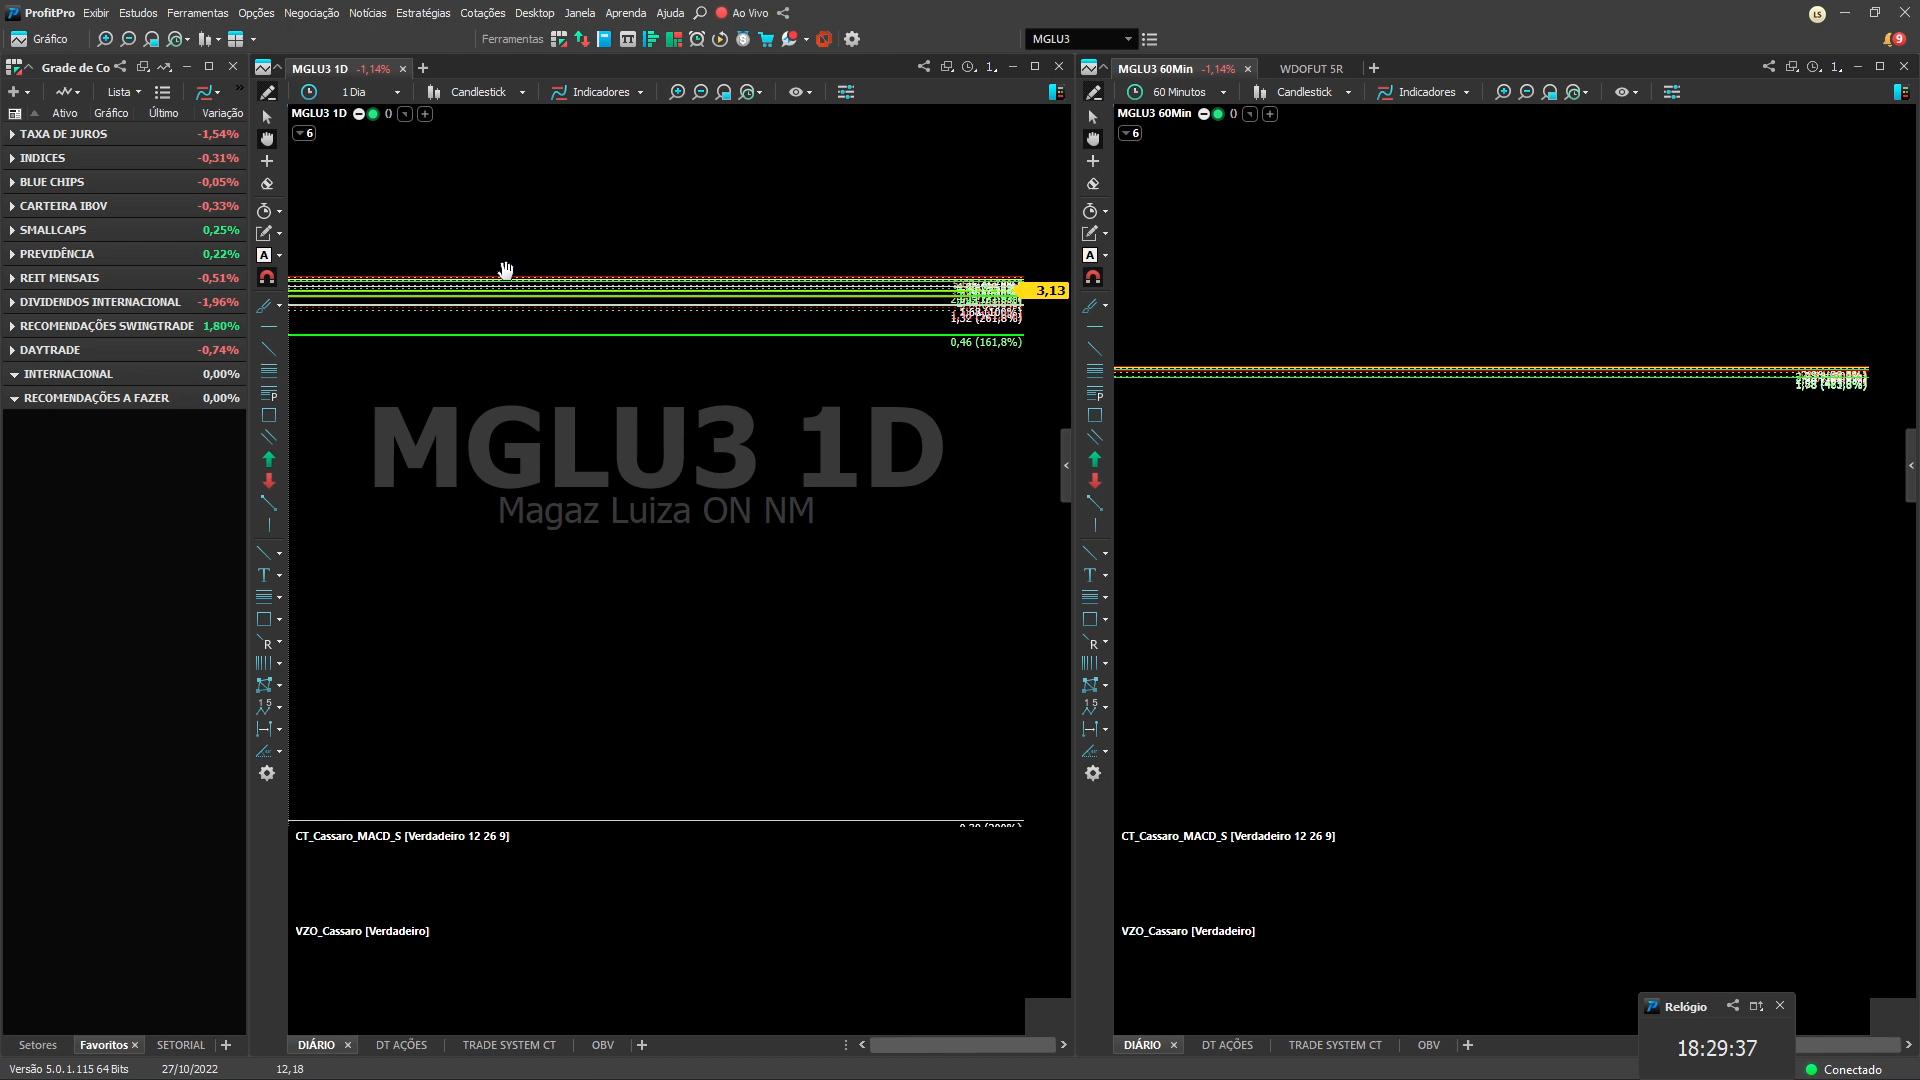 ProfitPro Exibir Estudos Ferramentas Opções Negociação Notícias Estratégias Cotações Desktop Janela Aprenda Ajuda Ao Vivo
LS
Gráfico
Ferramentas
MGLU3
9
Grade de Co
MGLU3 1D -1,14%
MGLU3 60Min -1,14%
WDOFUT 5R
Lista
1 Dia
Candlestick
Indicadores
60 Minutos
Candlestick
Indicadores
Ativo Gráfico Último Variação
MGLU3 1D
MGLU3 60Min
6
6
TAXA DE JUROS -1,54%
INDICES -0,31%
BLUE CHIPS -0,05%
CARTEIRA IBOV -0,33%
SMALLCAPS 0,25%
PREVIDÊNCIA 0,22%
REIT MENSAIS -0,51%
DIVIDENDOS INTERNACIONAL -1,96%
RECOMENDAÇÕES SWINGTRADE 1,80%
DAYTRADE -0,74%
INTERNACIONAL 0,00%
RECOMENDAÇÕES A FAZER 0,00%
3,13
1,32 (261,8%)
0,46 (161,8%)
MGLU3 1D
Magaz Luiza ON NM
CT_Cassaro_MACD_S [Verdadeiro 12 26 9]
CT_Cassaro_MACD_S [Verdadeiro 12 26 9]
VZO_Cassaro [Verdadeiro]
VZO_Cassaro [Verdadeiro]
Relógio
18:29:37
Setores Favoritos SETORIAL
DIÁRIO DT AÇÕES TRADE SYSTEM CT OBV
DIÁRIO DT AÇÕES TRADE SYSTEM CT OBV
Versão 5.0.1.115 64 Bits 27/10/2022 12,18
Conectado